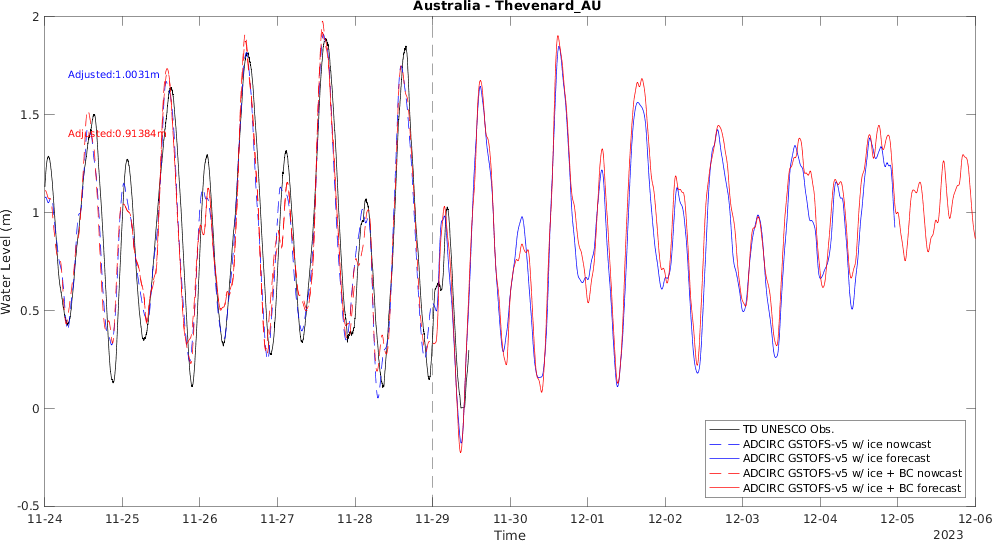 Australia - Thevenard_AU
2
1.5
1
0.5
0
-0.5
Water Level (m)
Adjusted:1.0031m
Adjusted:0.91384m
TD UNESCO Obs.
ADCIRC GSTOFS-v5 w/ ice nowcast
ADCIRC GSTOFS-v5 w/ ice forecast
ADCIRC GSTOFS-v5 w/ ice + BC nowcast
ADCIRC GSTOFS-v5 w/ ice + BC forecast
11-24 11-25 11-26 11-27 11-28 11-29 11-30 12-01 12-02 12-03 12-04 12-05 12-06
Time
2023